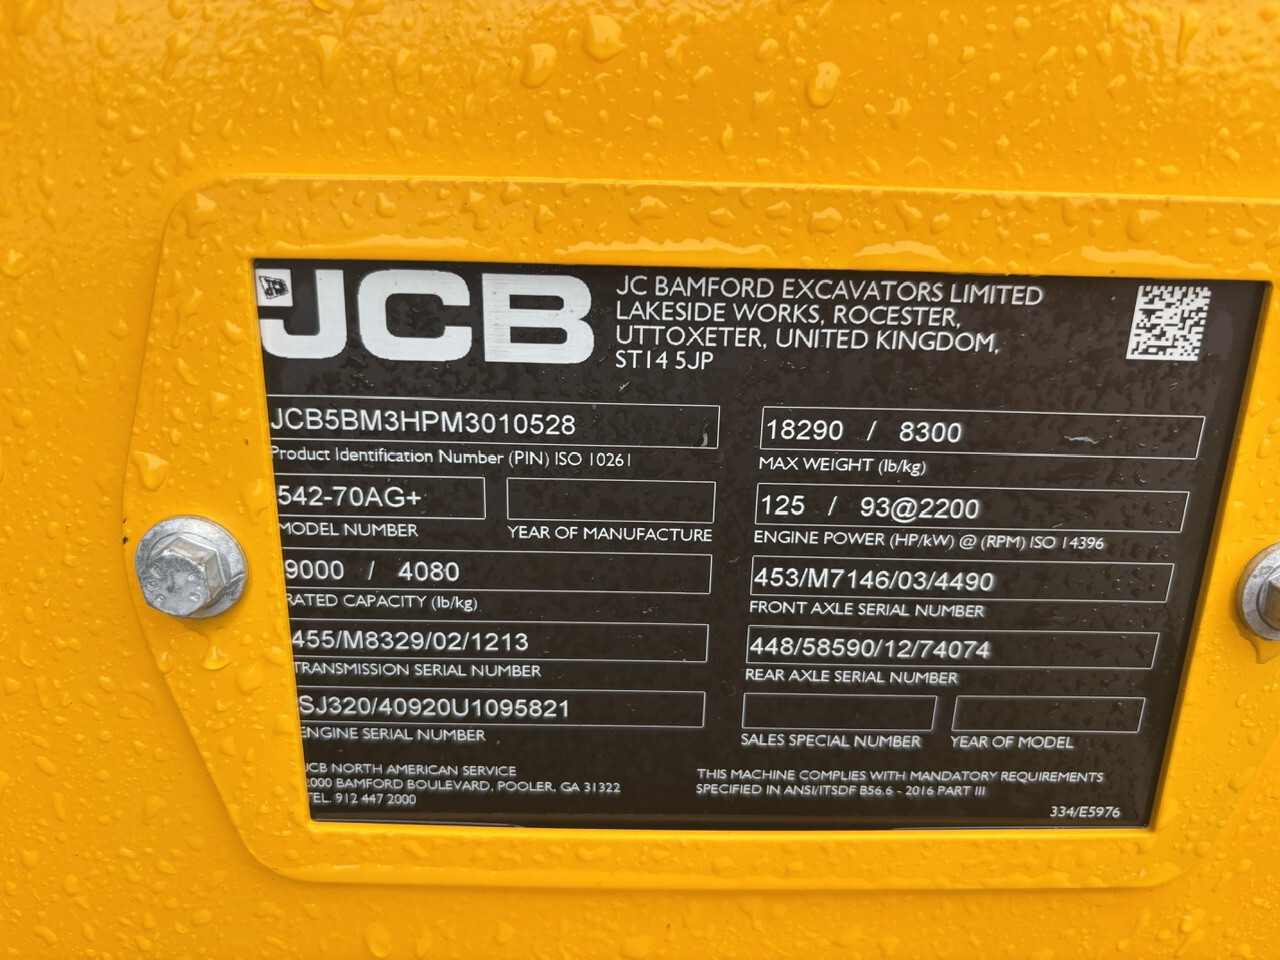 JCB
JC BAMFORD EXCAVATORS LIMITED
LAKESIDE WORKS, ROCESTER,
UTTOXETER, UNITED KINGDOM,
ST14 5JP
JCB5BM3HPM3010528
Product Identification Number (PIN) ISO 10261
18290 / 8300
MAX WEIGHT (lb/kg)
542-70AG+
MODEL NUMBER
YEAR OF MANUFACTURE
125 / 93@2200
ENGINE POWER (HP/kW) @ (RPM) ISO 14396
9000 / 4080
RATED CAPACITY (lb/kg)
453/M7146/03/4490
FRONT AXLE SERIAL NUMBER
455/M8329/02/1213
TRANSMISSION SERIAL NUMBER
448/58590/12/74074
REAR AXLE SERIAL NUMBER
SJ320/40920U1095821
ENGINE SERIAL NUMBER
SALES SPECIAL NUMBER
YEAR OF MODEL
JCB NORTH AMERICAN SERVICE
2000 BAMFORD BOULEVARD, POOLER, GA 31322
TEL. 912 447 2000
THIS MACHINE COMPLIES WITH MANDATORY REQUIREMENTS
SPECIFIED IN ANSI/ITSDF B56.6 - 2016 PART III
334/E5976